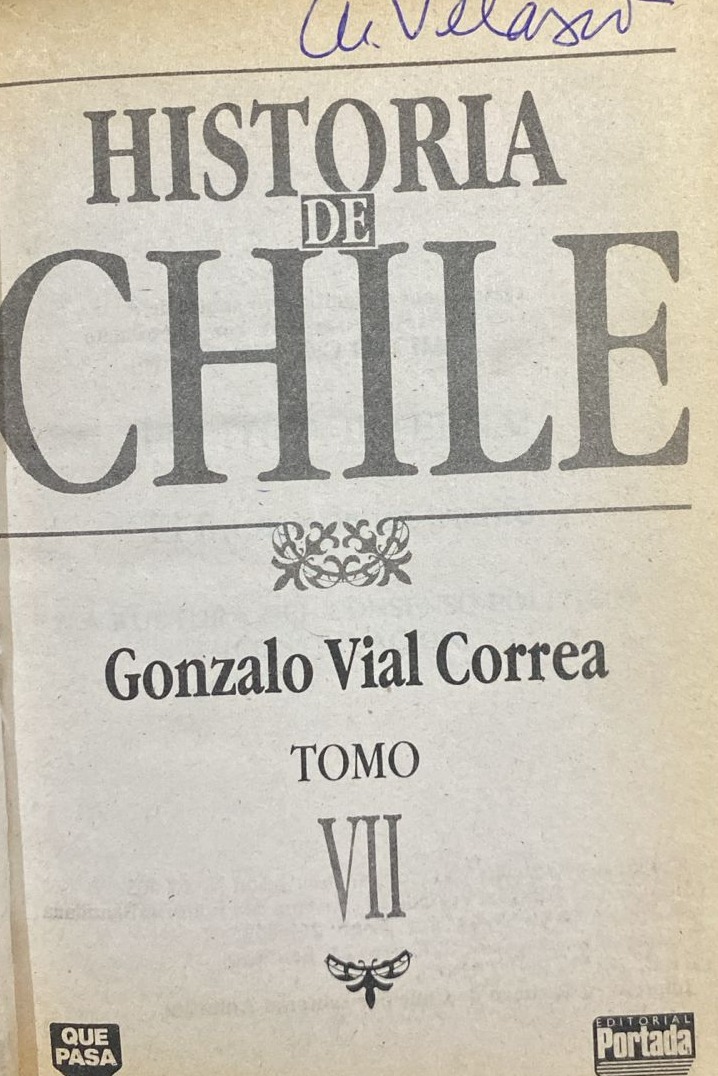 Velasco
HISTORIA
DE
CHILE
Gonzalo Vial Correa
TOMO
VII
QUE
PASA
EDITORIAL
Portada